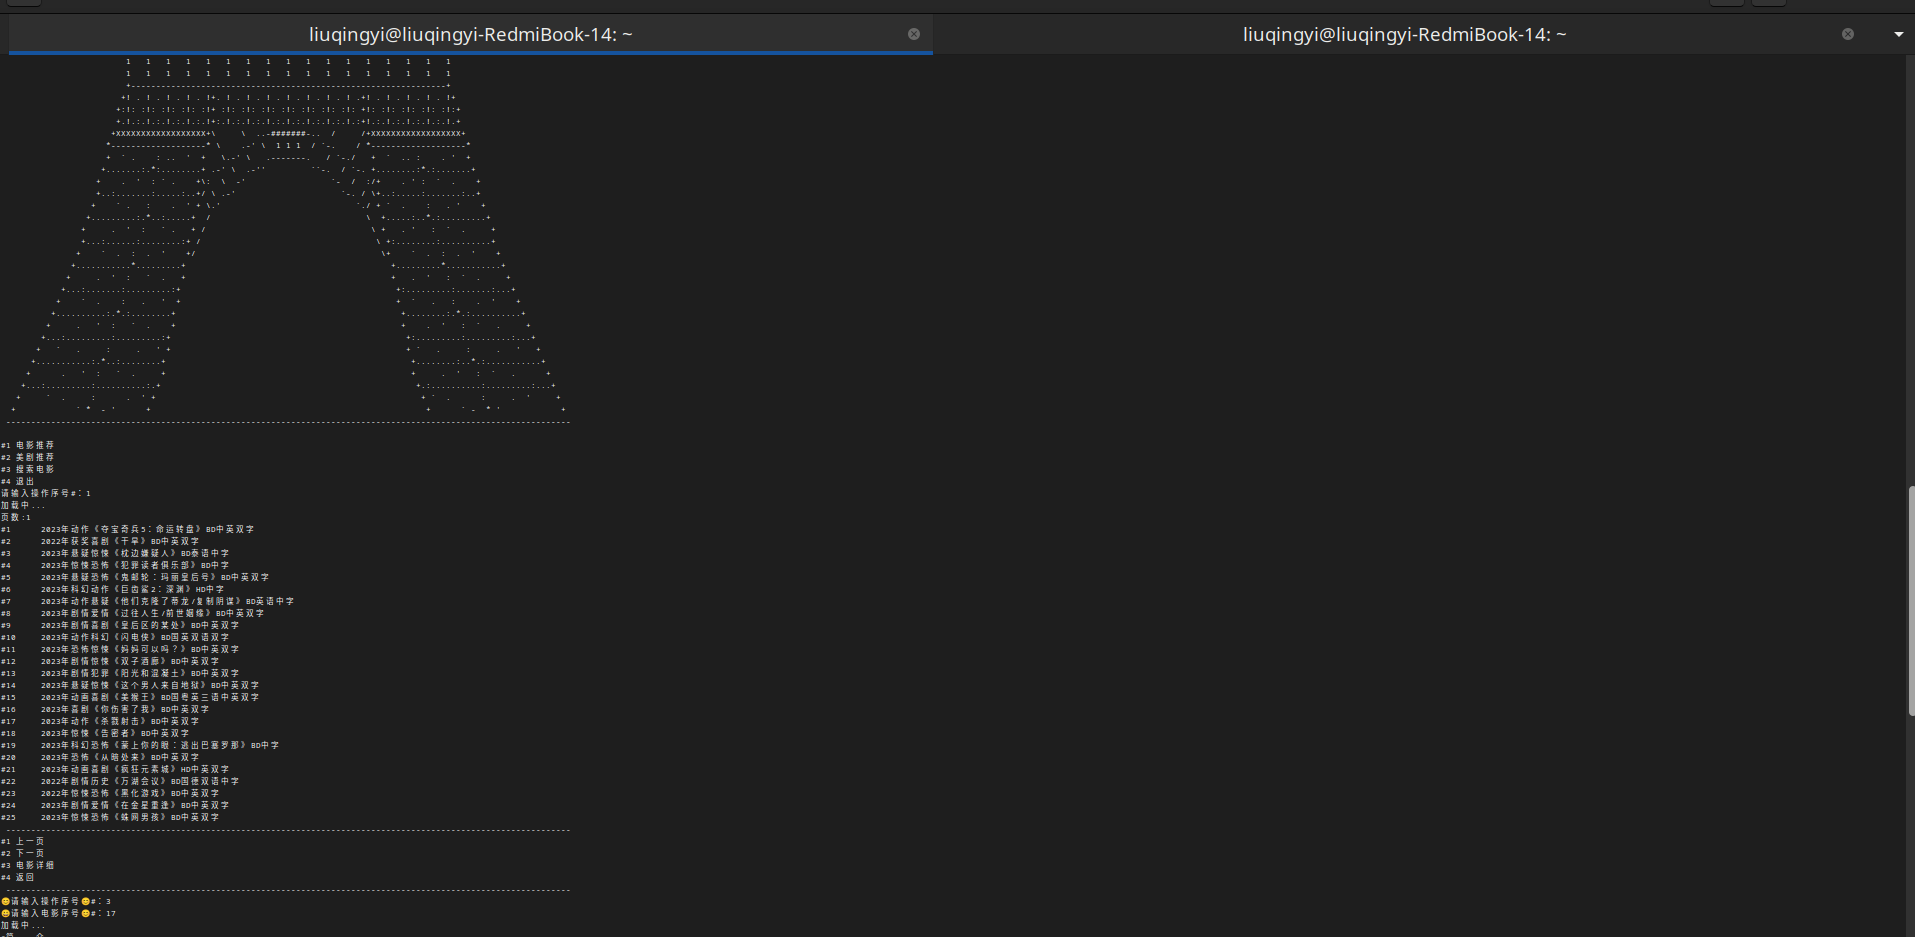 liuqingyi@liuqingyi-RedmiBook-14: ~
liuqingyi@liuqingyi-RedmiBook-14: ~
#1 电影推荐
#2 美剧推荐
#3 搜索电影
#4 退出
请输入操作序号#：1
加载中...
页数:1
#1 2023年动作《夺宝奇兵5：命运转盘》BD中英双字
#2 2022年获奖喜剧《干旱》BD中英双字
#3 2023年悬疑惊悚《枕边嫌疑人》BD泰语中字
#4 2023年惊悚恐怖《犯罪读者俱乐部》BD中字
#5 2023年悬疑恐怖《鬼邮轮：玛丽皇后号》BD中英双字
#6 2023年科幻动作《巨齿鲨2：深渊》HD中字
#7 2023年动作悬疑《他们克隆了蒂龙/复制阴谋》BD英语中字
#8 2023年剧情爱情《过往人生/前世姻缘》BD中英双字
#9 2023年剧情喜剧《皇后区的某处》BD中英双字
#10 2023年动作科幻《闪电侠》BD国英双语双字
#11 2023年恐怖惊悚《妈妈可以吗？》BD中英双字
#12 2023年剧情惊悚《双子酒廊》BD中英双字
#13 2023年剧情犯罪《阳光和混凝土》BD中英双字
#14 2023年悬疑惊悚《这个男人来自地狱》BD中英双字
#15 2023年动画喜剧《美猴王》BD国粤英三语中英双字
#16 2023年喜剧《你伤害了我》BD中英双字
#17 2023年动作《杀戮射击》BD中英双字
#18 2023年惊悚《告密者》BD中英双字
#19 2023年科幻恐怖《蒙上你的眼：逃出巴塞罗那》BD中字
#20 2023年恐怖《从暗处来》BD中英双字
#21 2023年动画喜剧《疯狂元素城》HD中英双字
#22 2022年剧情历史《万湖会议》BD国德双语中字
#23 2022年惊悚恐怖《黑化游戏》BD中英双字
#24 2023年剧情爱情《在金星重逢》BD中英双字
#25 2023年惊悚恐怖《蛛网男孩》BD中英双字
#1 上一页
#2 下一页
#3 电影详细
#4 返回
😊请输入操作序号😊#：3
😀请输入电影序号😊#：17
加载中...